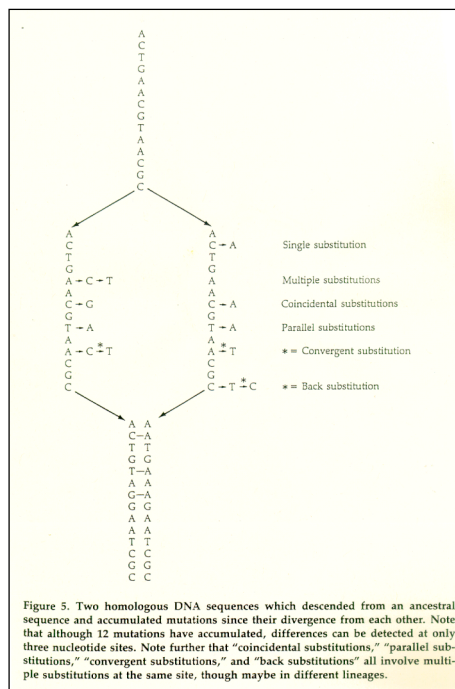 A
C
T
G
A
A
C
G
T
A
A
C
G
C
A A
C C → A Single substitution
T T
G G
A → C → T A Multiple substitutions
A A
C → G C → A Coincidental substitutions
G G
T → A T → A Parallel substitutions
A A
A → C →* T A →* T * = Convergent substitution
C C
G G
C C → T →* C * = Back substitution
A A
C–A
T T
G G
T–A
A A
G–A
G G
A A
A A
T T
C C
G G
C C
Figure 5. Two homologous DNA sequences which descended from an ancestral
sequence and accumulated mutations since their divergence from each other. Note
that although 12 mutations have accumulated, differences can be detected at only
three nucleotide sites. Note further that "coincidental substitutions," "parallel sub-
stitutions," "convergent substitutions," and "back substitutions" all involve multi-
ple substitutions at the same site, though maybe in different lineages.